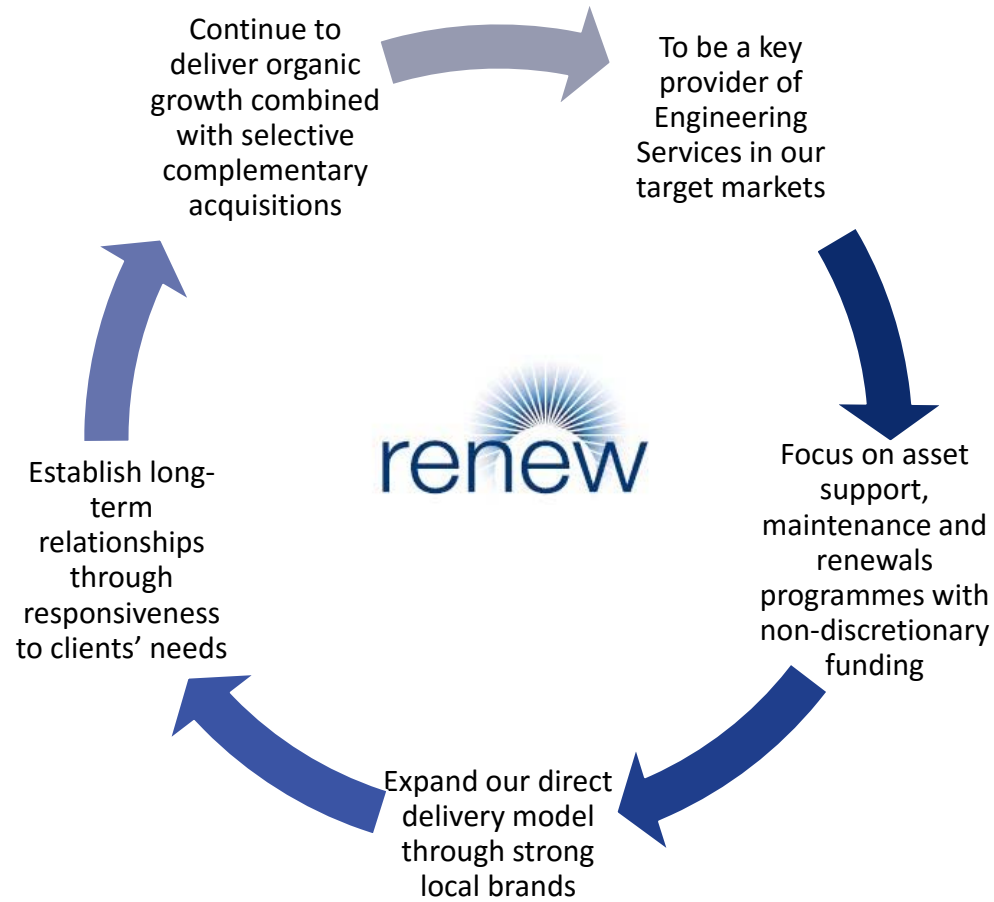 Continue to
deliver organic
growth combined
with selective
complementary
acquisitions
To be a key
provider of
Engineering
Services in our
target markets
Focus on asset
support,
maintenance and
renewals
programmes with
non-discretionary
funding
Expand our direct
delivery model
through strong
local brands
Establish long-
term
relationships
through
responsiveness
to clients’ needs
renew